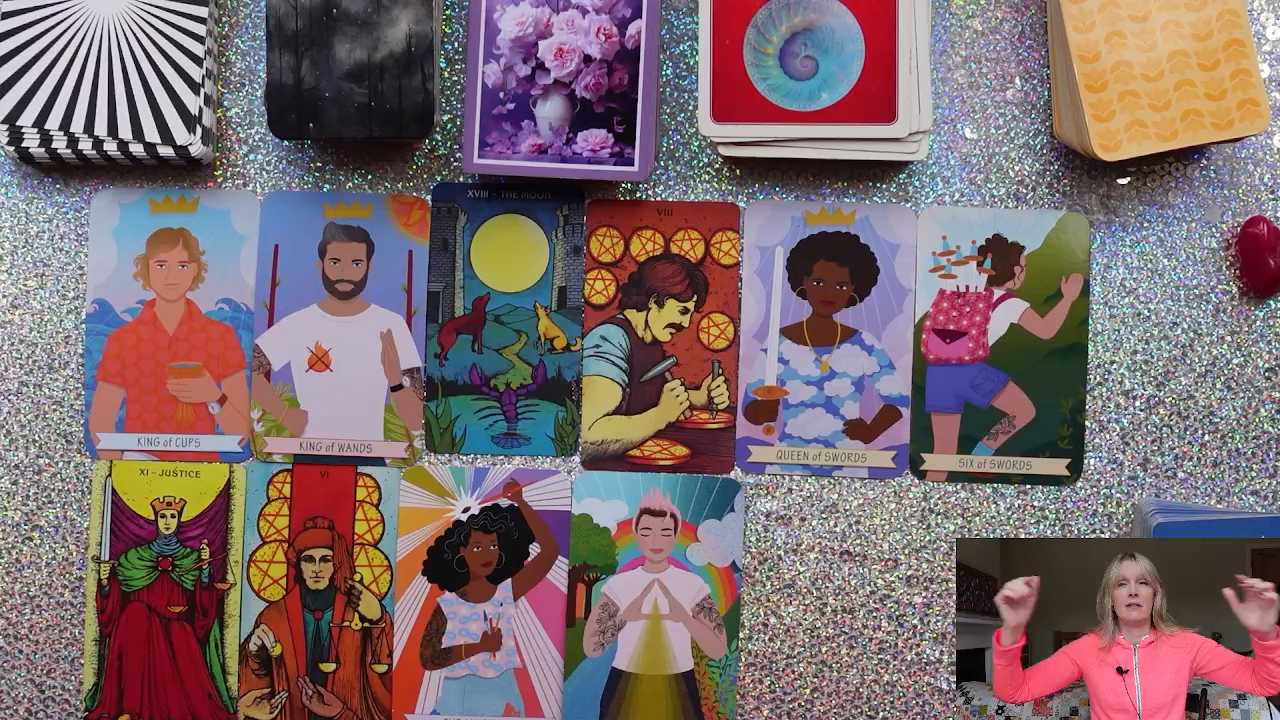 XVIII - THE MOON
VIII
KING of CUPS
KING of WANDS
QUEEN of SWORDS
SIX of SWORDS
XI - JUSTICE
VI